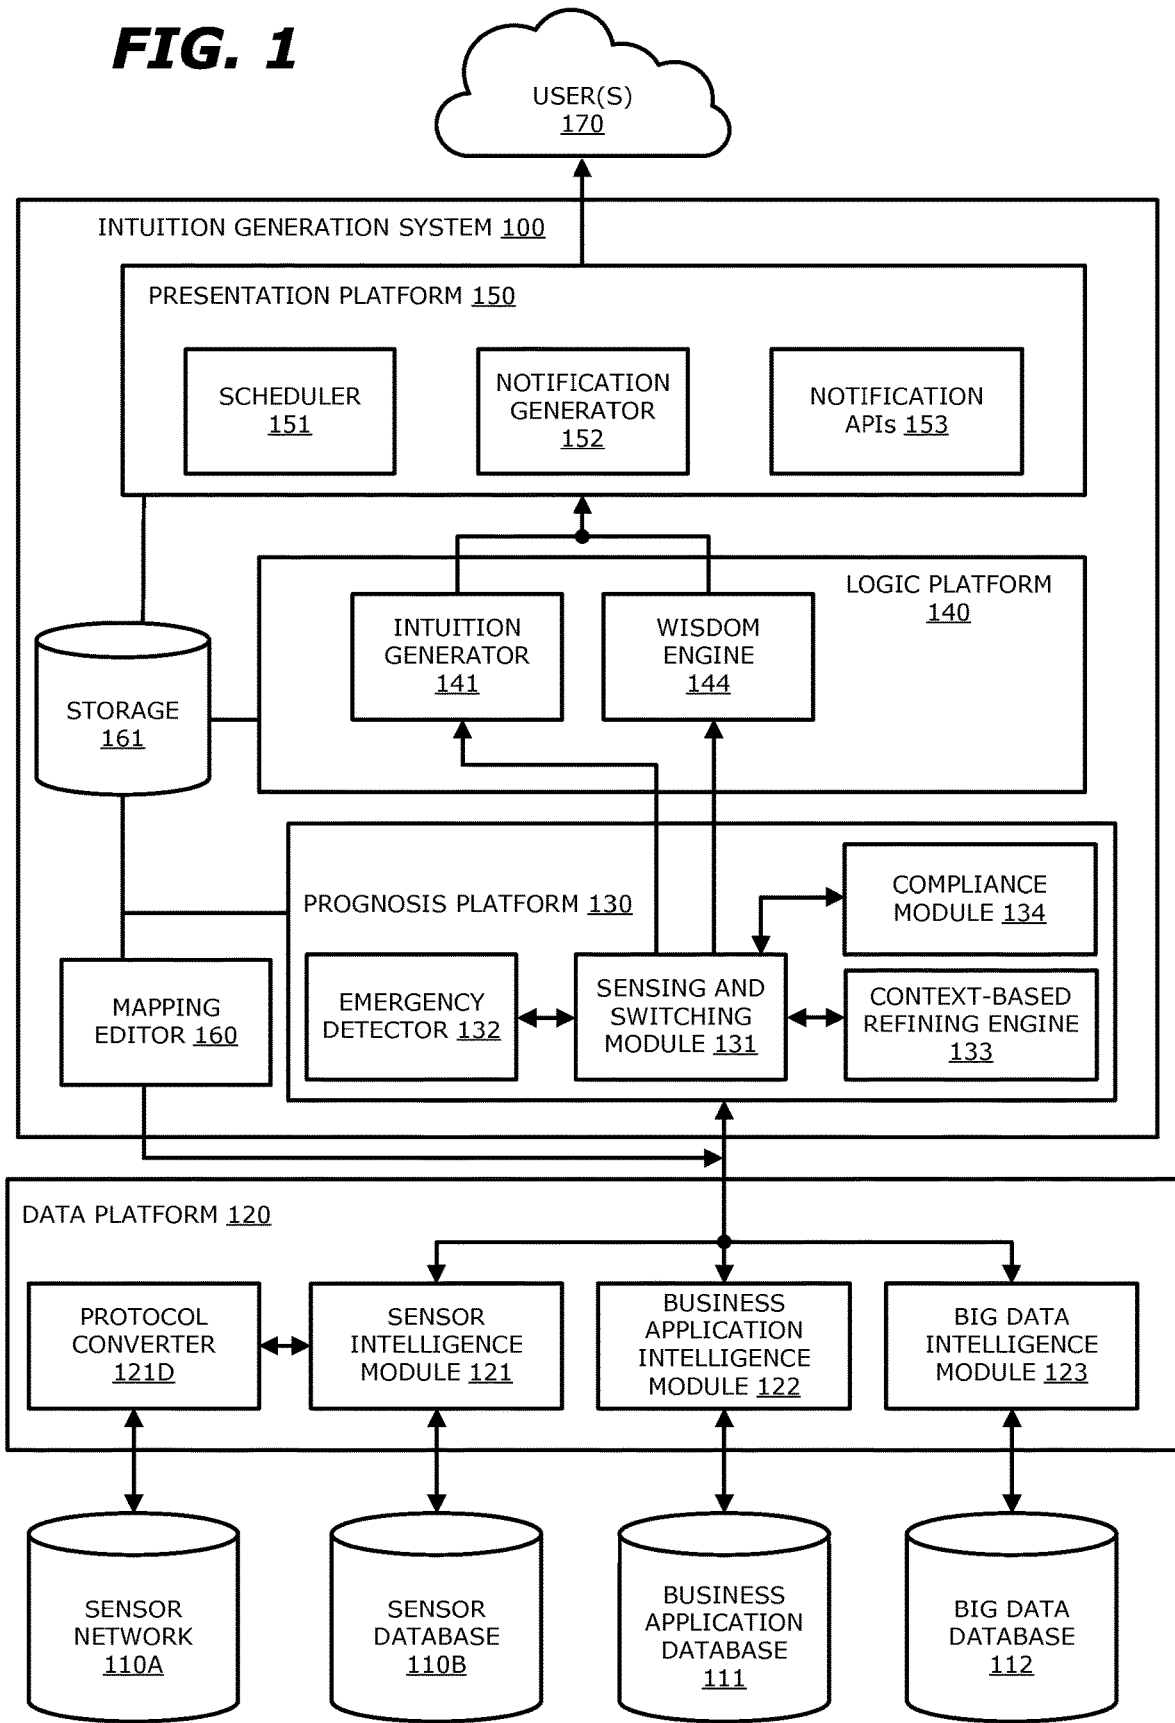 FIG. 1
USER(S)
170
INTUITION GENERATION SYSTEM 100
PRESENTATION PLATFORM 150
SCHEDULER
151
NOTIFICATION
GENERATOR
152
NOTIFICATION
APIs 153
LOGIC PLATFORM
140
INTUITION
GENERATOR
141
WISDOM
ENGINE
144
STORAGE
161
PROGNOSIS PLATFORM 130
COMPLIANCE
MODULE 134
EMERGENCY
DETECTOR 132
SENSING AND
SWITCHING
MODULE 131
CONTEXT-BASED
REFINING ENGINE
133
MAPPING
EDITOR 160
DATA PLATFORM 120
PROTOCOL
CONVERTER
121D
SENSOR
INTELLIGENCE
MODULE 121
BUSINESS
APPLICATION
INTELLIGENCE
MODULE 122
BIG DATA
INTELLIGENCE
MODULE 123
SENSOR
NETWORK
110A
SENSOR
DATABASE
110B
BUSINESS
APPLICATION
DATABASE
111
BIG DATA
DATABASE
112